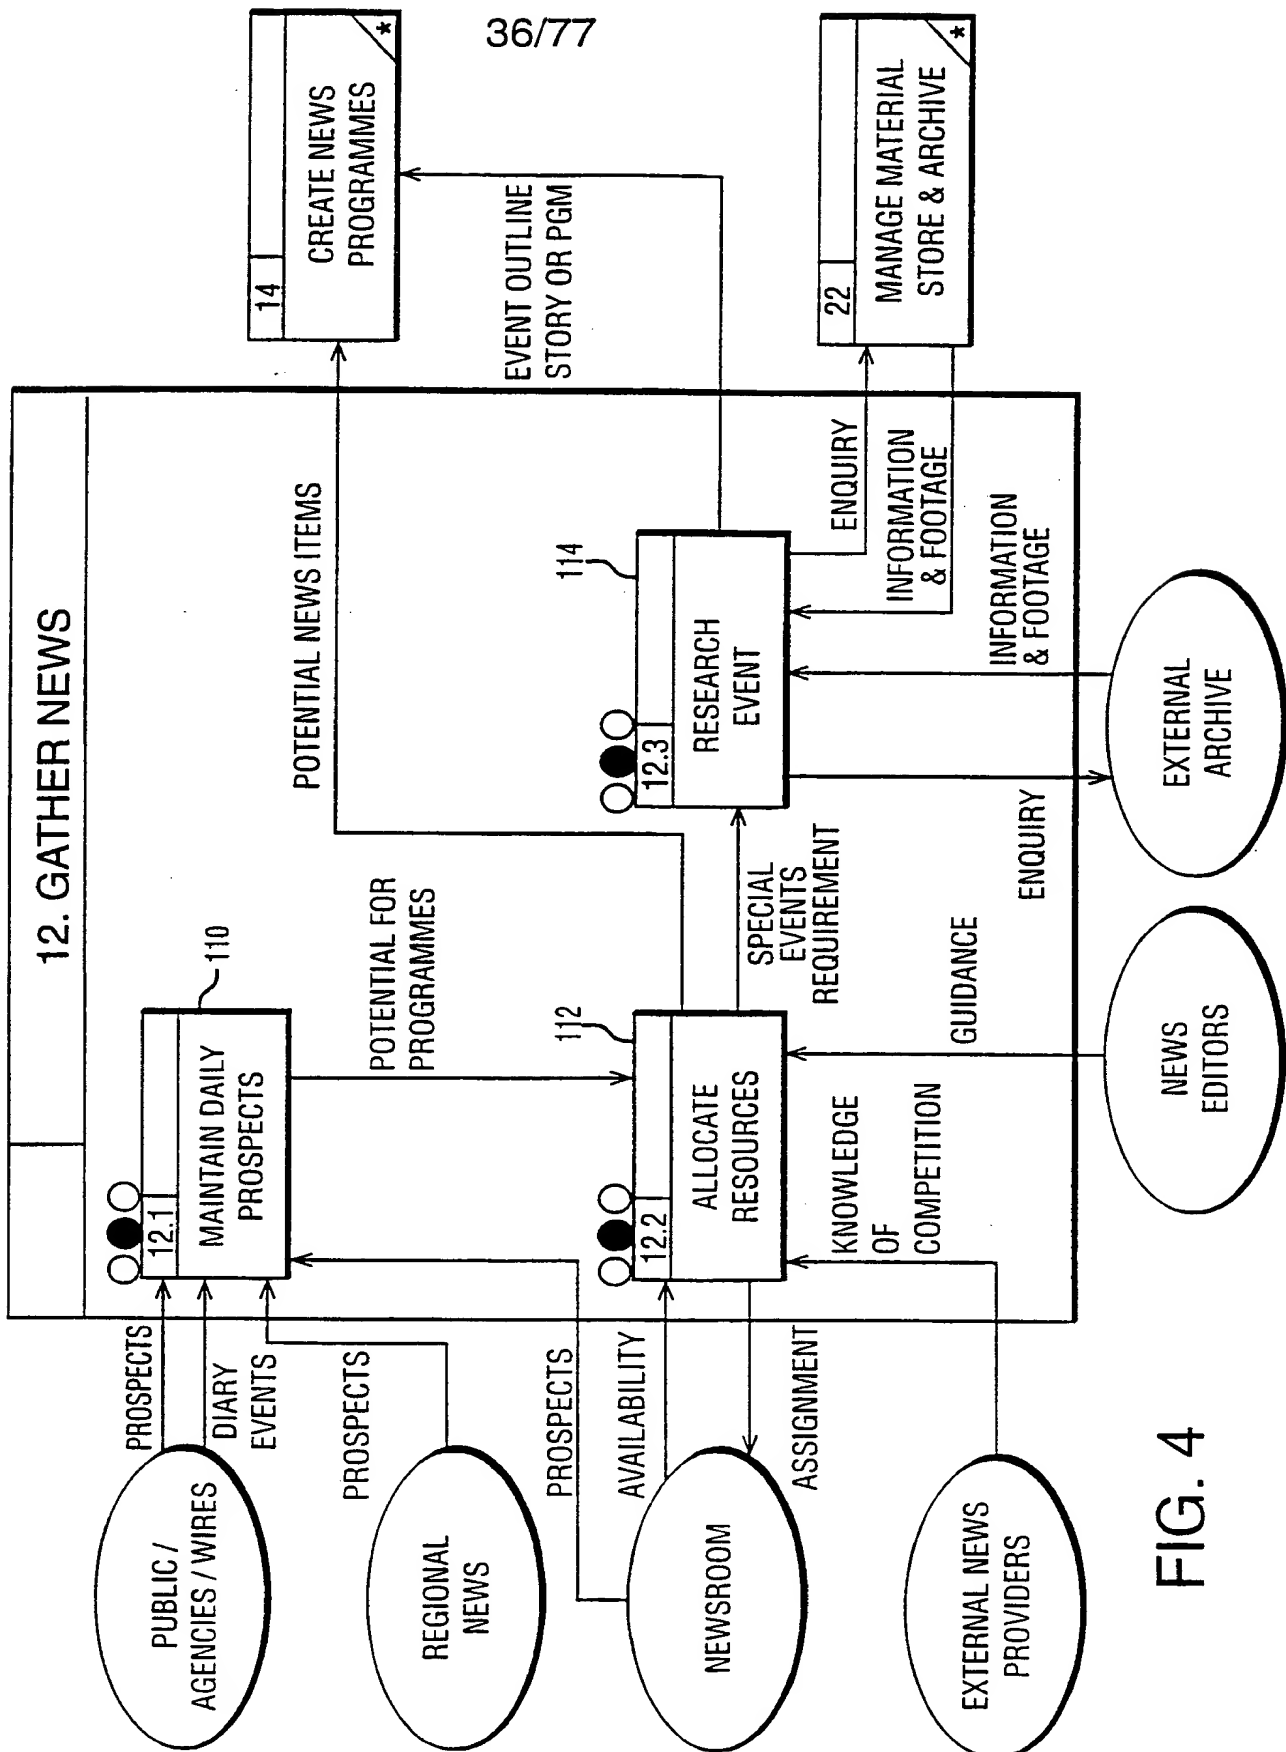 36/77
12. GATHER NEWS
PUBLIC /
AGENCIES / WIRES
PROSPECTS
DIARY
EVENTS
12.1
MAINTAIN DAILY
PROSPECTS
110
14
CREATE NEWS
PROGRAMMES
*
REGIONAL
NEWS
PROSPECTS
POTENTIAL FOR
PROGRAMMES
POTENTIAL NEWS ITEMS
EVENT OUTLINE
STORY OR PGM
NEWSROOM
PROSPECTS
AVAILABILITY
ASSIGNMENT
12.2
ALLOCATE
RESOURCES
112
SPECIAL
EVENTS
REQUIREMENT
12.3
RESEARCH
EVENT
114
ENQUIRY
INFORMATION
& FOOTAGE
22
MANAGE MATERIAL
STORE & ARCHIVE
*
EXTERNAL NEWS
PROVIDERS
KNOWLEDGE
OF
COMPETITION
GUIDANCE
ENQUIRY
INFORMATION
& FOOTAGE
NEWS
EDITORS
EXTERNAL
ARCHIVE
FIG. 4